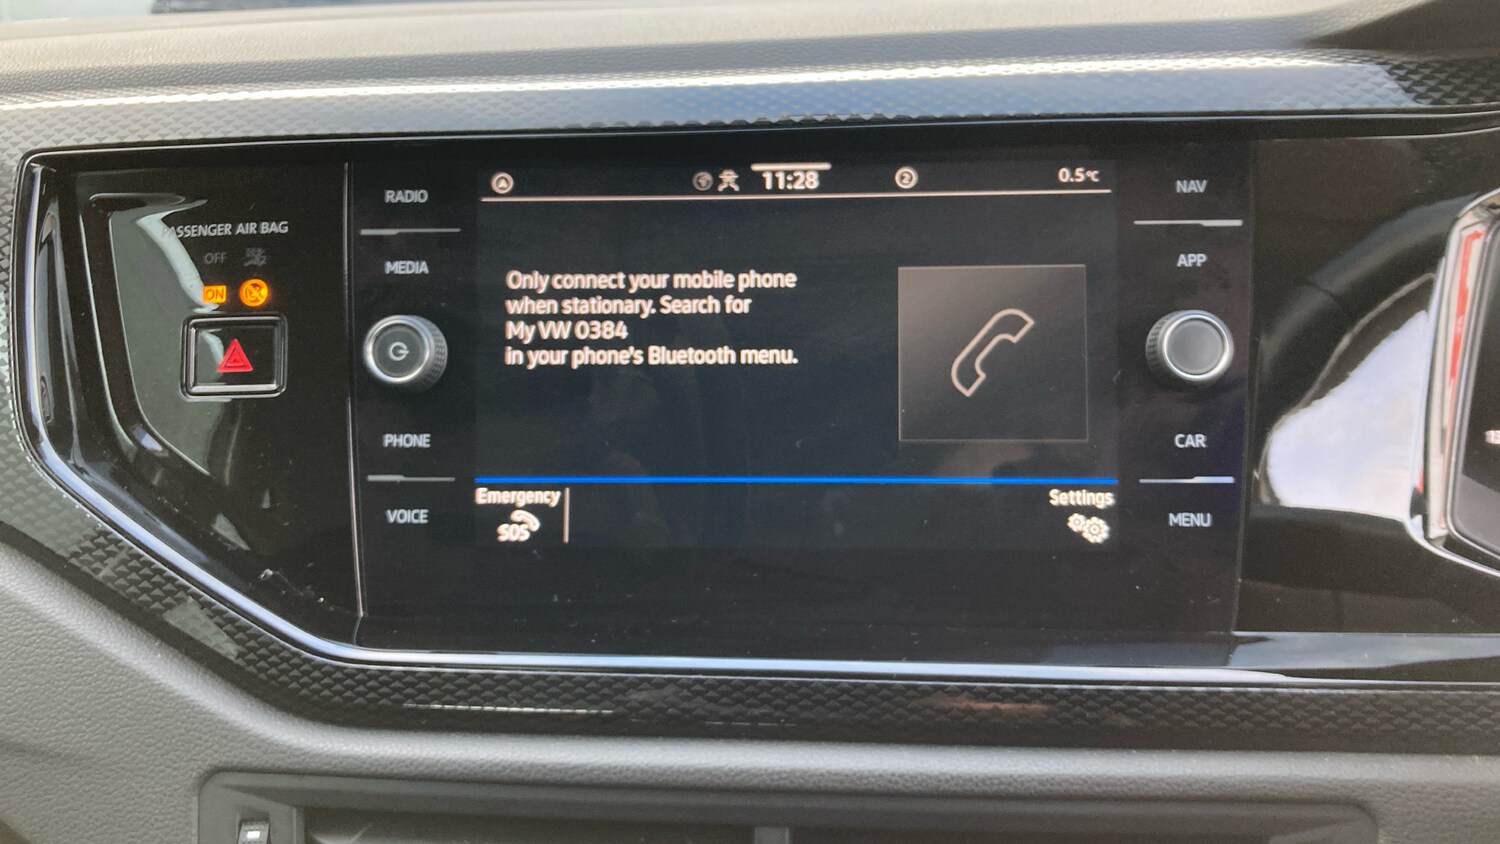 PASSENGER AIR BAG
OFF
ON
RADIO
MEDIA
PHONE
VOICE
11:28
2
0.5°C
Only connect your mobile phone
when stationary. Search for
My VW 0384
in your phone's Bluetooth menu.
Emergency
SOS
Settings
NAV
APP
CAR
MENU